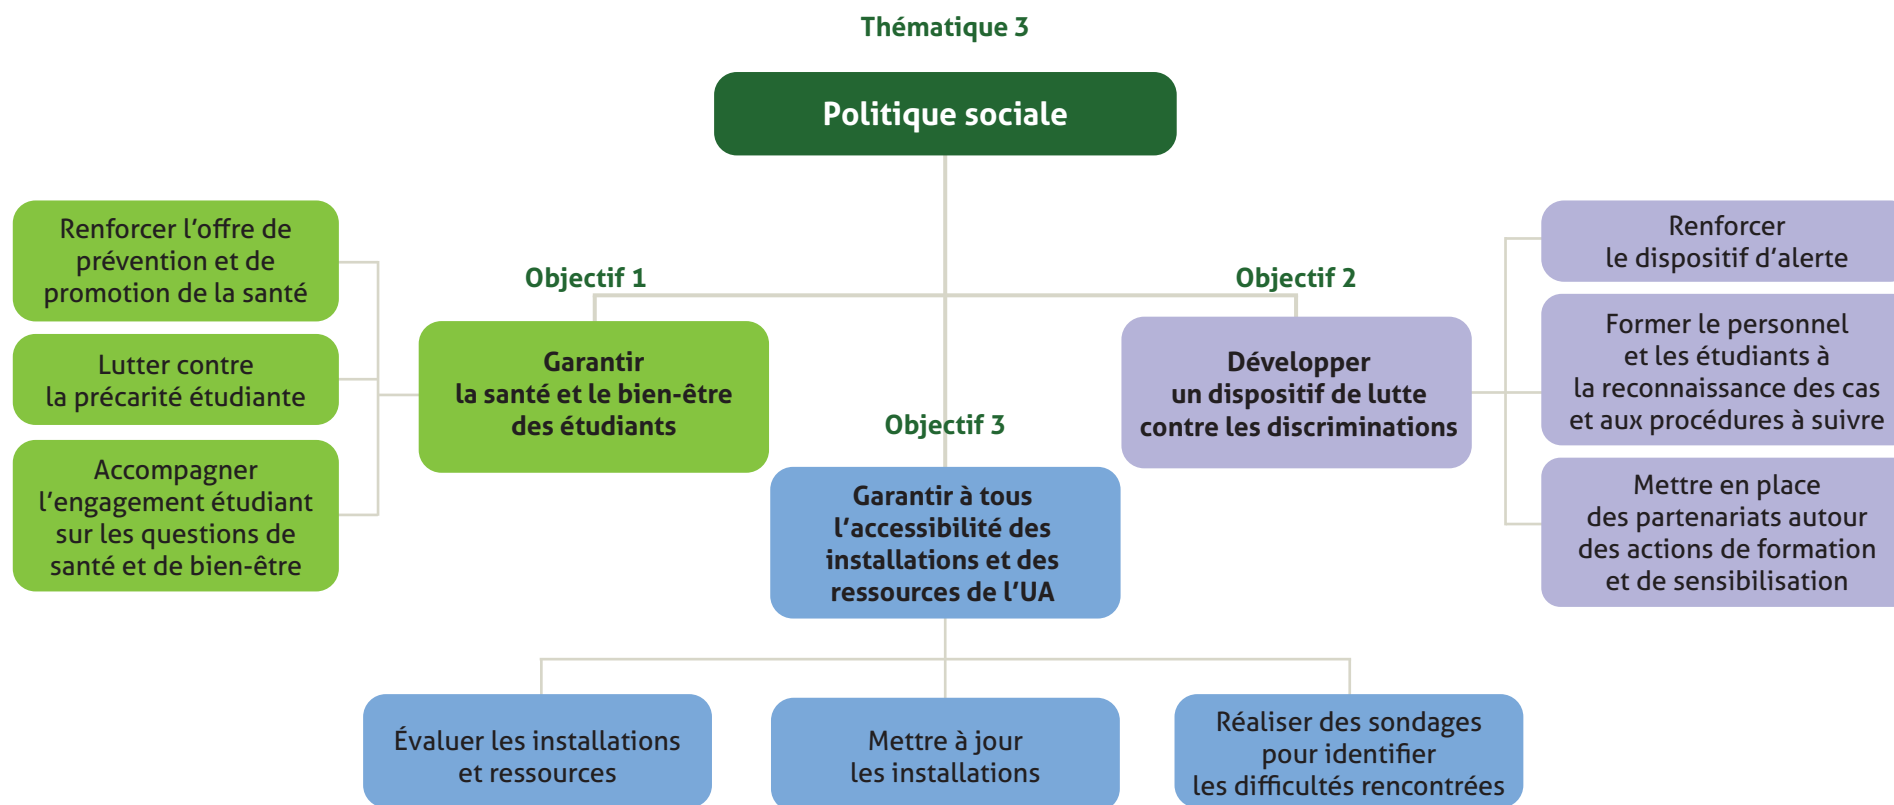 Thématique 3
Politique sociale
Objectif 1
Garantir
la santé et le bien-être
des étudiants
Renforcer l'offre de
prévention et de
promotion de la santé
Lutter contre
la précarité étudiante
Accompagner
l'engagement étudiant
sur les questions de
santé et de bien-être
Objectif 2
Développer
un dispositif de lutte
contre les discriminations
Renforcer
le dispositif d'alerte
Former le personnel
et les étudiants à
la reconnaissance des cas
et aux procédures à suivre
Mettre en place
des partenariats autour
des actions de formation
et de sensibilisation
Objectif 3
Garantir à tous
l'accessibilité des
installations et des
ressources de l'UA
Évaluer les installations
et ressources
Mettre à jour
les installations
Réaliser des sondages
pour identifier
les difficultés rencontrées